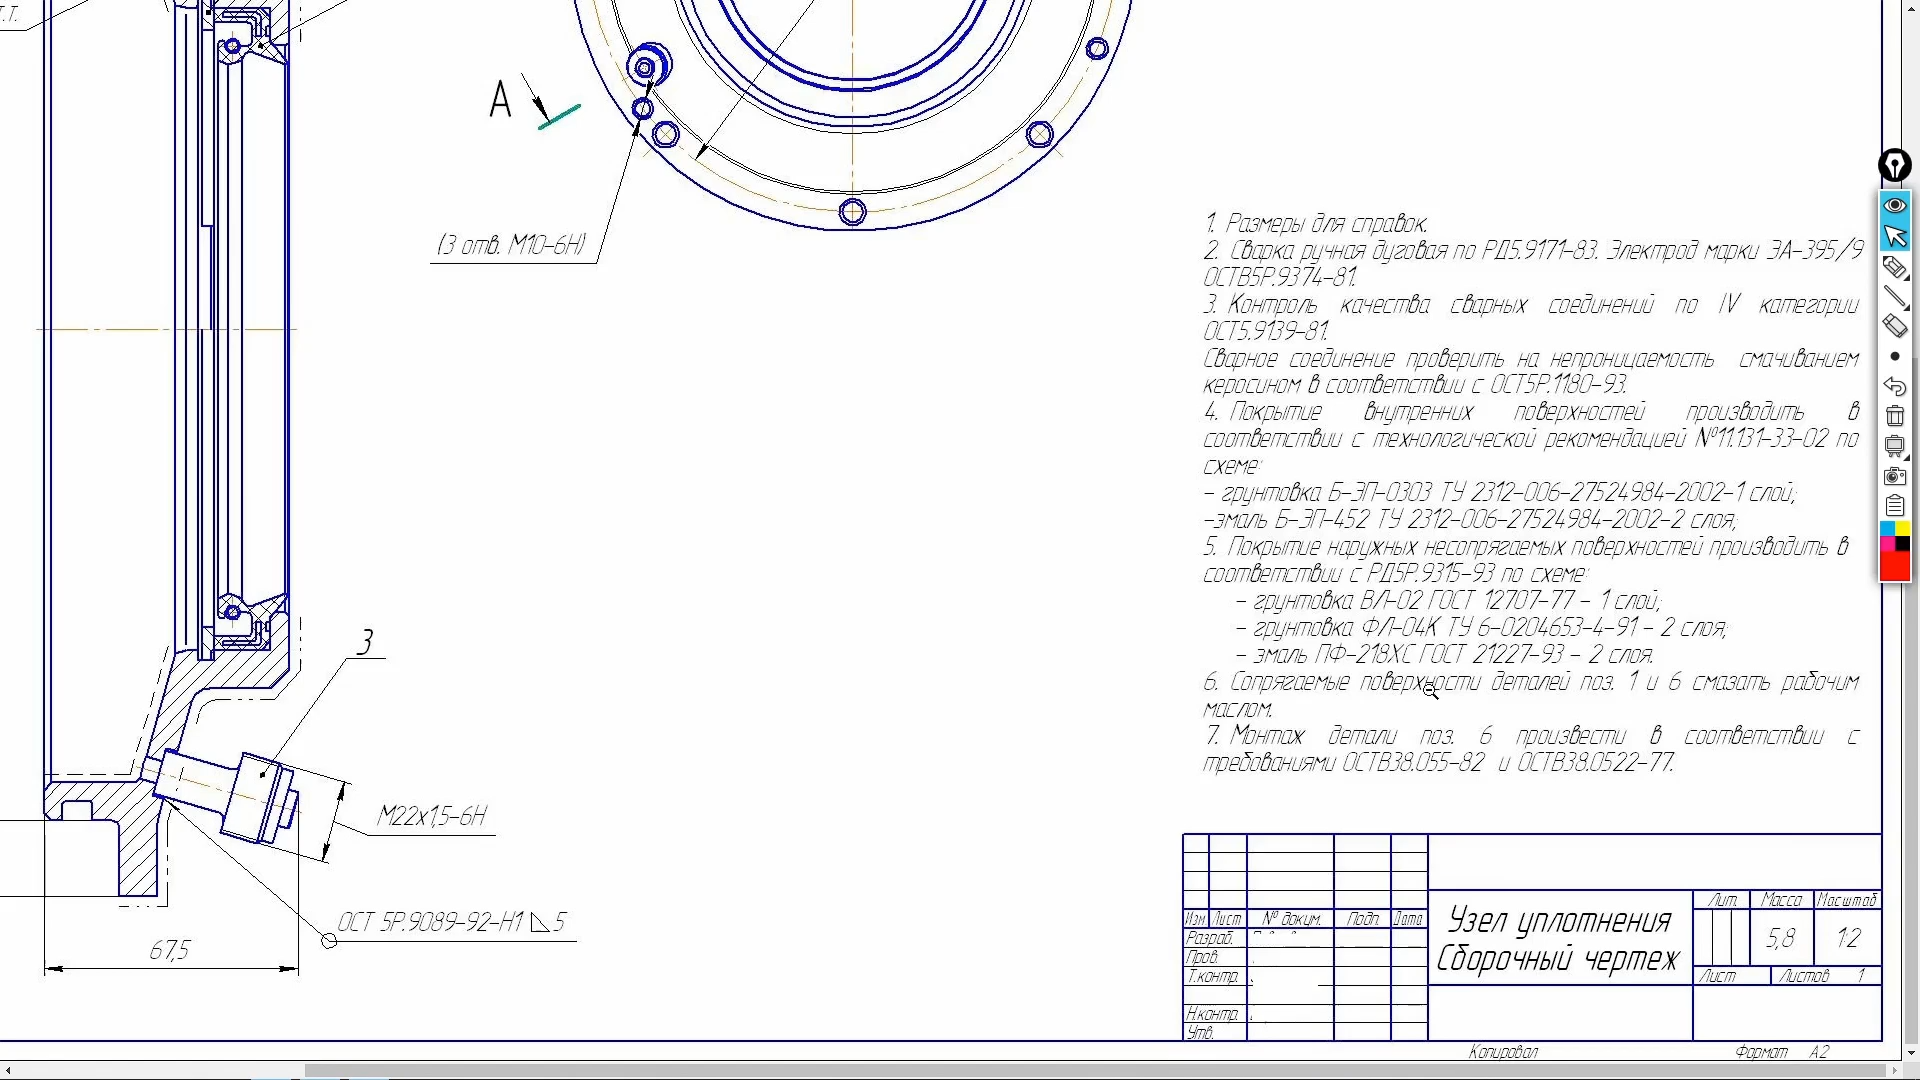 Т.Т.
А
(3 отв. М10-6Н)
3
М22х1,5-6Н
ОСТ 5Р.9089-92-Н1 5
67,5
1. Размеры для справок.
2. Сварка ручная дуговая по РД5.9171-83. Электрод марки ЭА-395/9
ОСТВ5Р.9374-81.
3. Контроль качества сварных соединений по IV категории
ОСТ5.9139-81.
Сварное соединение проверить на непроницаемость смачиванием
керосином в соответствии с ОСТ5Р.1180-93.
4. Покрытие внутренних поверхностей производить в
соответствии с технологической рекомендацией №11.131-33-02 по
схеме:
- грунтовка Б-ЭП-0303 ТУ 2312-006-27524984-2002-1 слой;
-эмаль Б-ЭП-452 ТУ 2312-006-27524984-2002-2 слоя;
5. Покрытие наружных несопрягаемых поверхностей производить в
соответствии с РД5Р.9315-93 по схеме:
- грунтовка ВЛ-02 ГОСТ 12707-77 - 1 слой;
- грунтовка ФЛ-04К ТУ 6-0204653-4-91 - 2 слоя;
- эмаль ПФ-218ХС ГОСТ 21227-93 - 2 слоя.
6. Сопрягаемые поверхности деталей поз. 1 и 6 смазать рабочим
маслом.
7. Монтах детали поз. 6 произвести в соответствии с
требованиями ОСТВ38.055-82 и ОСТВ38.0522-77.
Изм Лист № докум. Подп. Дата
Разраб.
Пров.
Т.контр.
Н.контр.
Утв.
Узел уплотнения
Сборочный чертеж
Лит. Масса Масштаб
5,8 1:2
Лист Листов 1
Копировал Формат А2